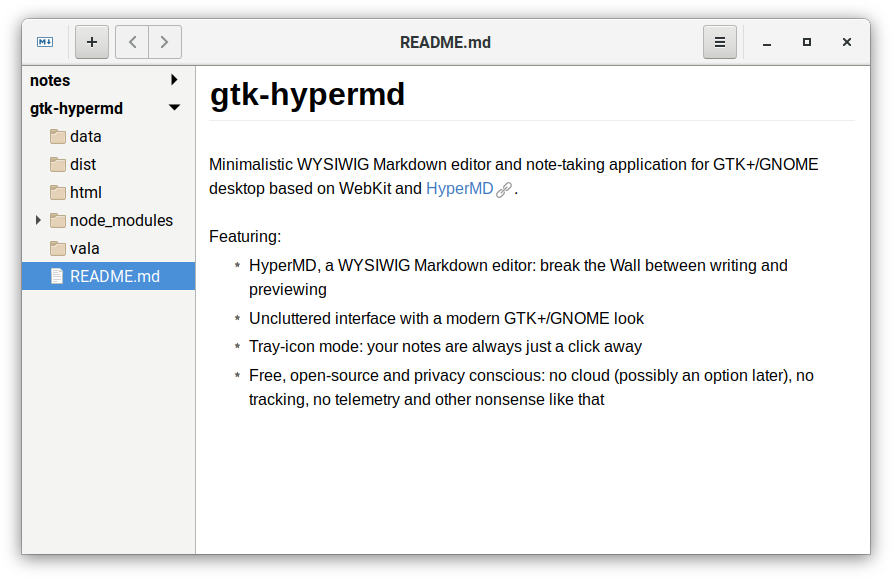 M↓
README.md
notes
gtk-hypermd
data
dist
html
node_modules
vala
README.md
gtk-hypermd
Minimalistic WYSIWIG Markdown editor and note-taking application for GTK+/GNOME
desktop based on WebKit and HyperMD.
Featuring:
* HyperMD, a WYSIWIG Markdown editor: break the Wall between writing and
previewing
* Uncluttered interface with a modern GTK+/GNOME look
* Tray-icon mode: your notes are always just a click away
* Free, open-source and privacy conscious: no cloud (possibly an option later), no
tracking, no telemetry and other nonsense like that